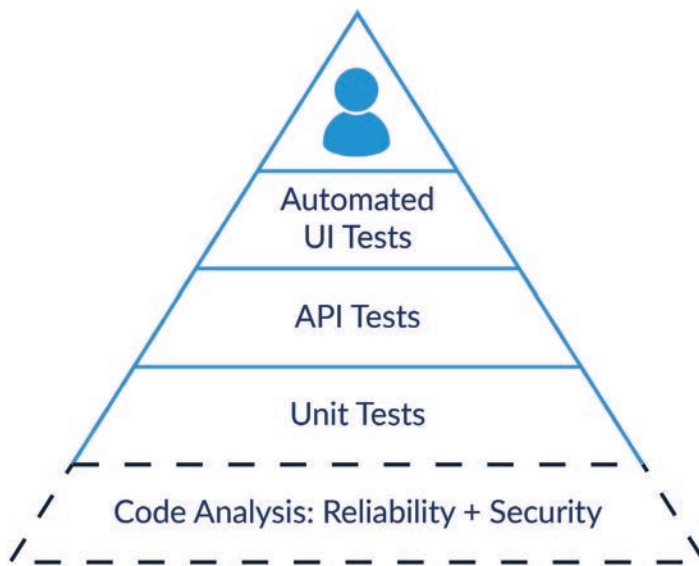 Automated
UI Tests
API Tests
Unit Tests
Code Analysis: Reliability + Security